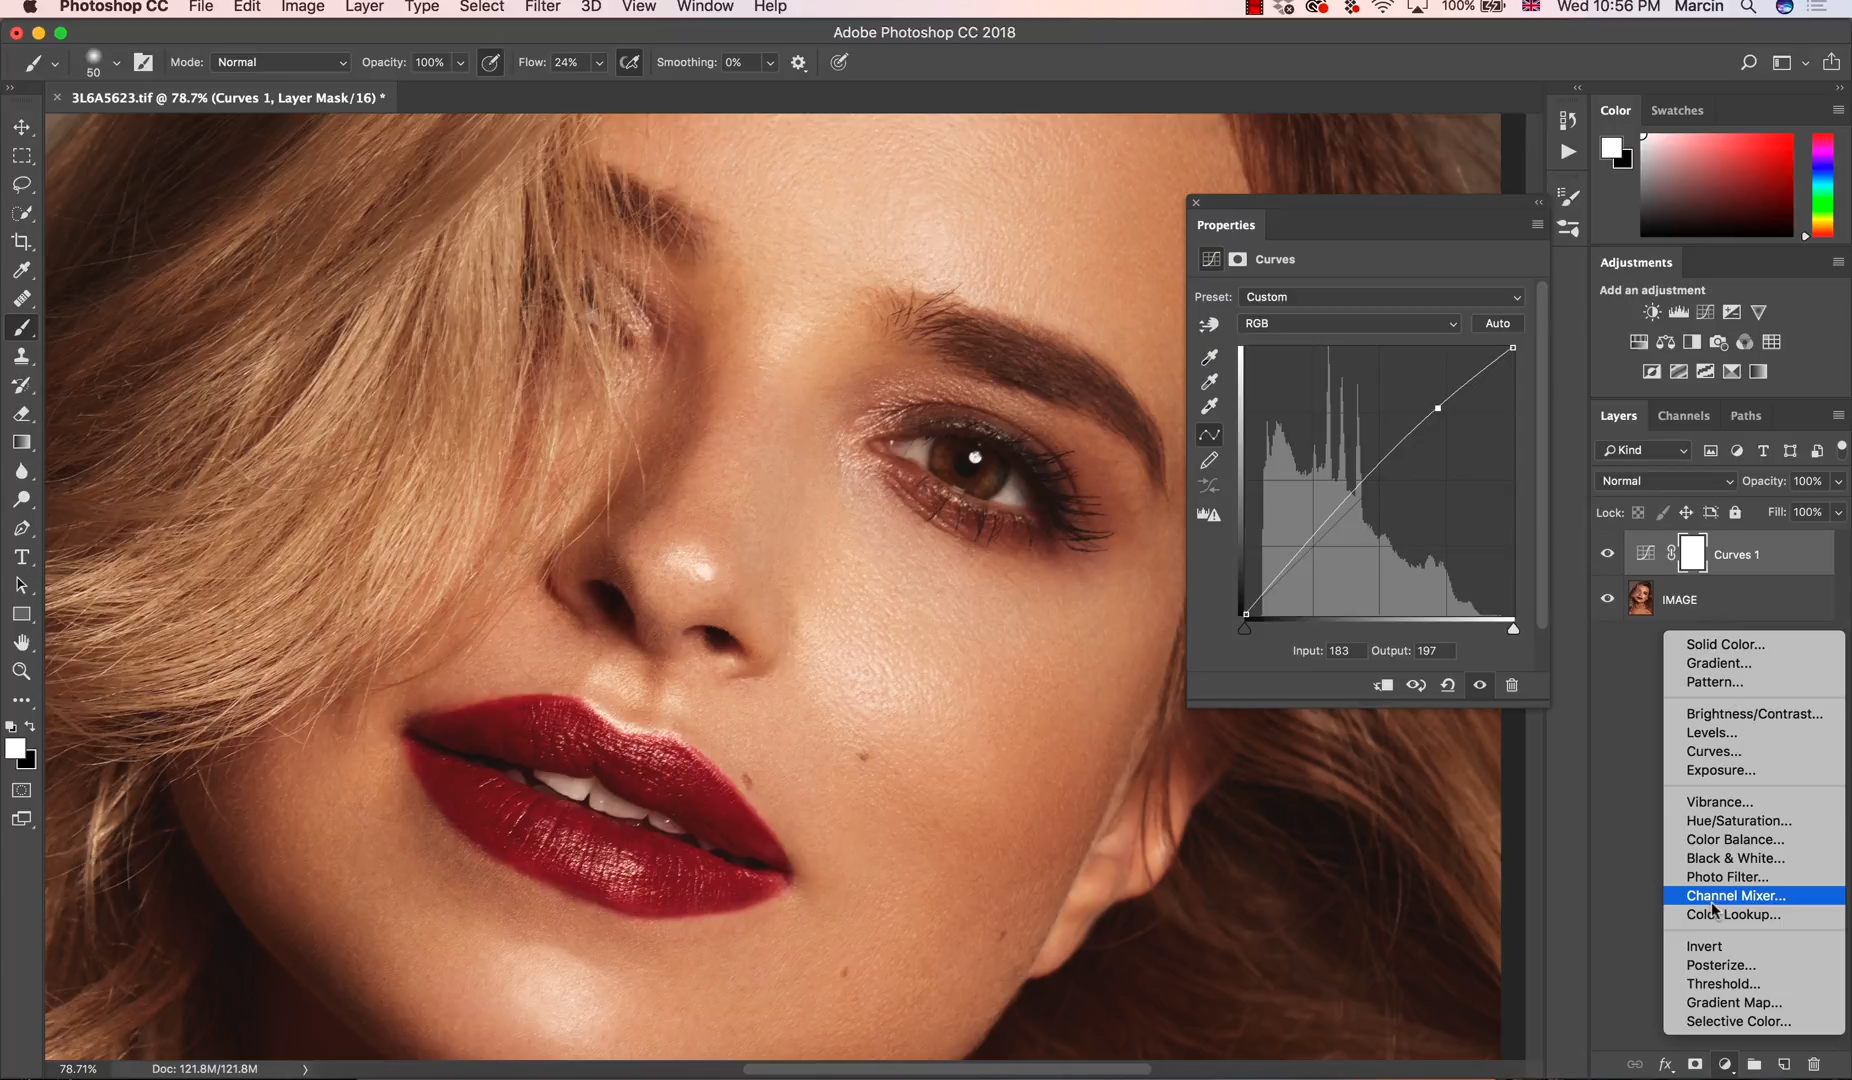 Photoshop CC File Edit Image Layer Type Select Filter 3D View Window Help 100% Wed 10:56 PM Marcin
Adobe Photoshop CC 2018
50 Mode: Normal Opacity: 100% Flow: 24% Smoothing: 0%
3L6A5623.tif @ 78.7% (Curves 1, Layer Mask/16) *
Color Swatches
Properties
Curves
Preset: Custom
RGB Auto
Input: 183 Output: 197
Adjustments
Add an adjustment
Layers Channels Paths
Kind
Normal Opacity: 100%
Lock: Fill: 100%
Curves 1
IMAGE
Solid Color...
Gradient...
Pattern...
Brightness/Contrast...
Levels...
Curves...
Exposure...
Vibrance...
Hue/Saturation...
Color Balance...
Black & White...
Photo Filter...
Channel Mixer...
Color Lookup...
Invert
Posterize...
Threshold...
Gradient Map...
Selective Color...
fx
78.71% Doc: 121.8M/121.8M